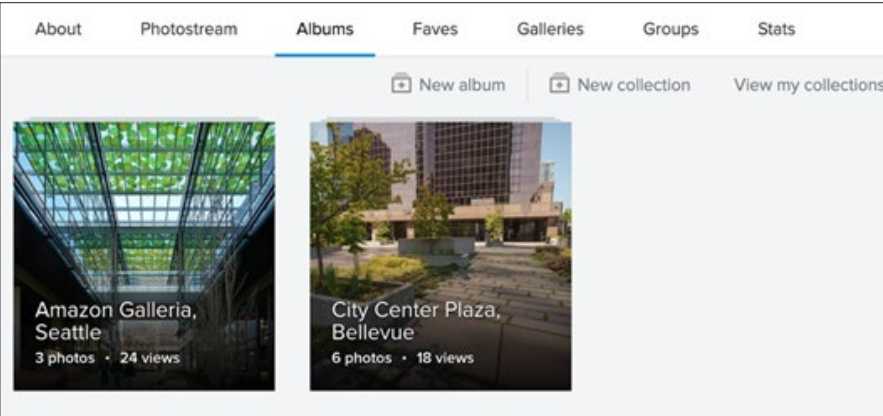 About Photostream Albums Faves Galleries Groups Stats
New album New collection View my collections
Amazon Galleria,
Seattle
3 photos • 24 views
City Center Plaza,
Bellevue
6 photos • 18 views